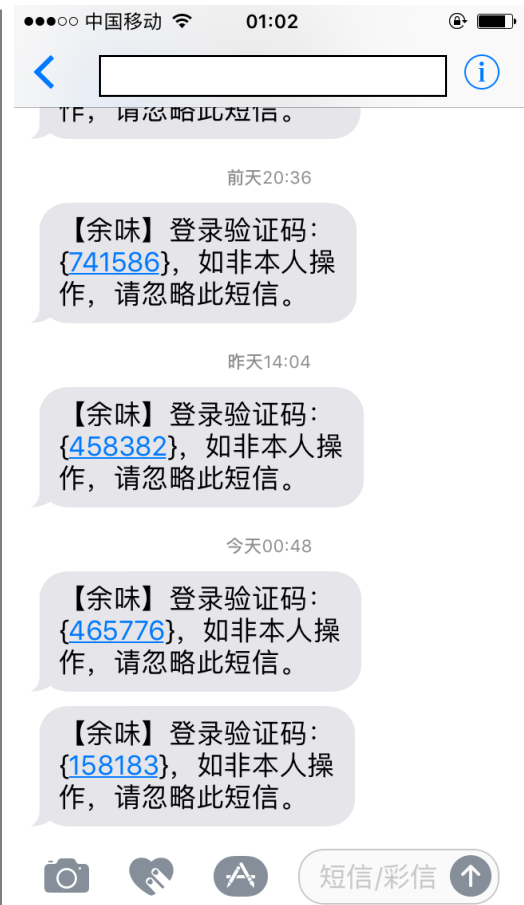 中国移动 01:02
作，请忽略此短信。
前天20:36
【余味】登录验证码：
{741586}，如非本人操
作，请忽略此短信。
昨天14:04
【余味】登录验证码：
{458382}，如非本人操
作，请忽略此短信。
今天00:48
【余味】登录验证码：
{465776}，如非本人操
作，请忽略此短信。
【余味】登录验证码：
{158183}，如非本人操
作，请忽略此短信。
短信/彩信